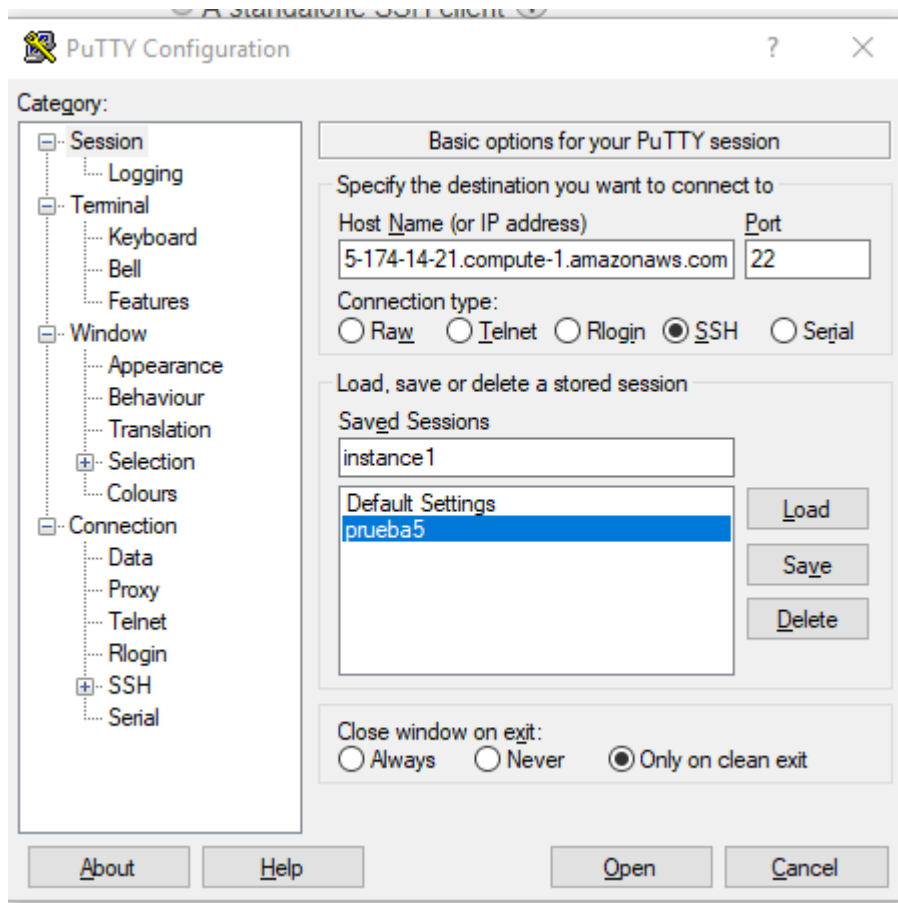 A standalone SSH client
PuTTY Configuration ?
Category:
Session
Logging
Terminal
Keyboard
Bell
Features
Window
Appearance
Behaviour
Translation
Selection
Colours
Connection
Data
Proxy
Telnet
Rlogin
SSH
Serial
Basic options for your PuTTY session
Specify the destination you want to connect to
Host Name (or IP address) Port
5-174-14-21.compute-1.amazonaws.com 22
Connection type:
Raw Telnet Rlogin SSH Serial
Load, save or delete a stored session
Saved Sessions
instance1
Default Settings
prueba5
Load
Save
Delete
Close window on exit:
Always Never Only on clean exit
About Help Open Cancel